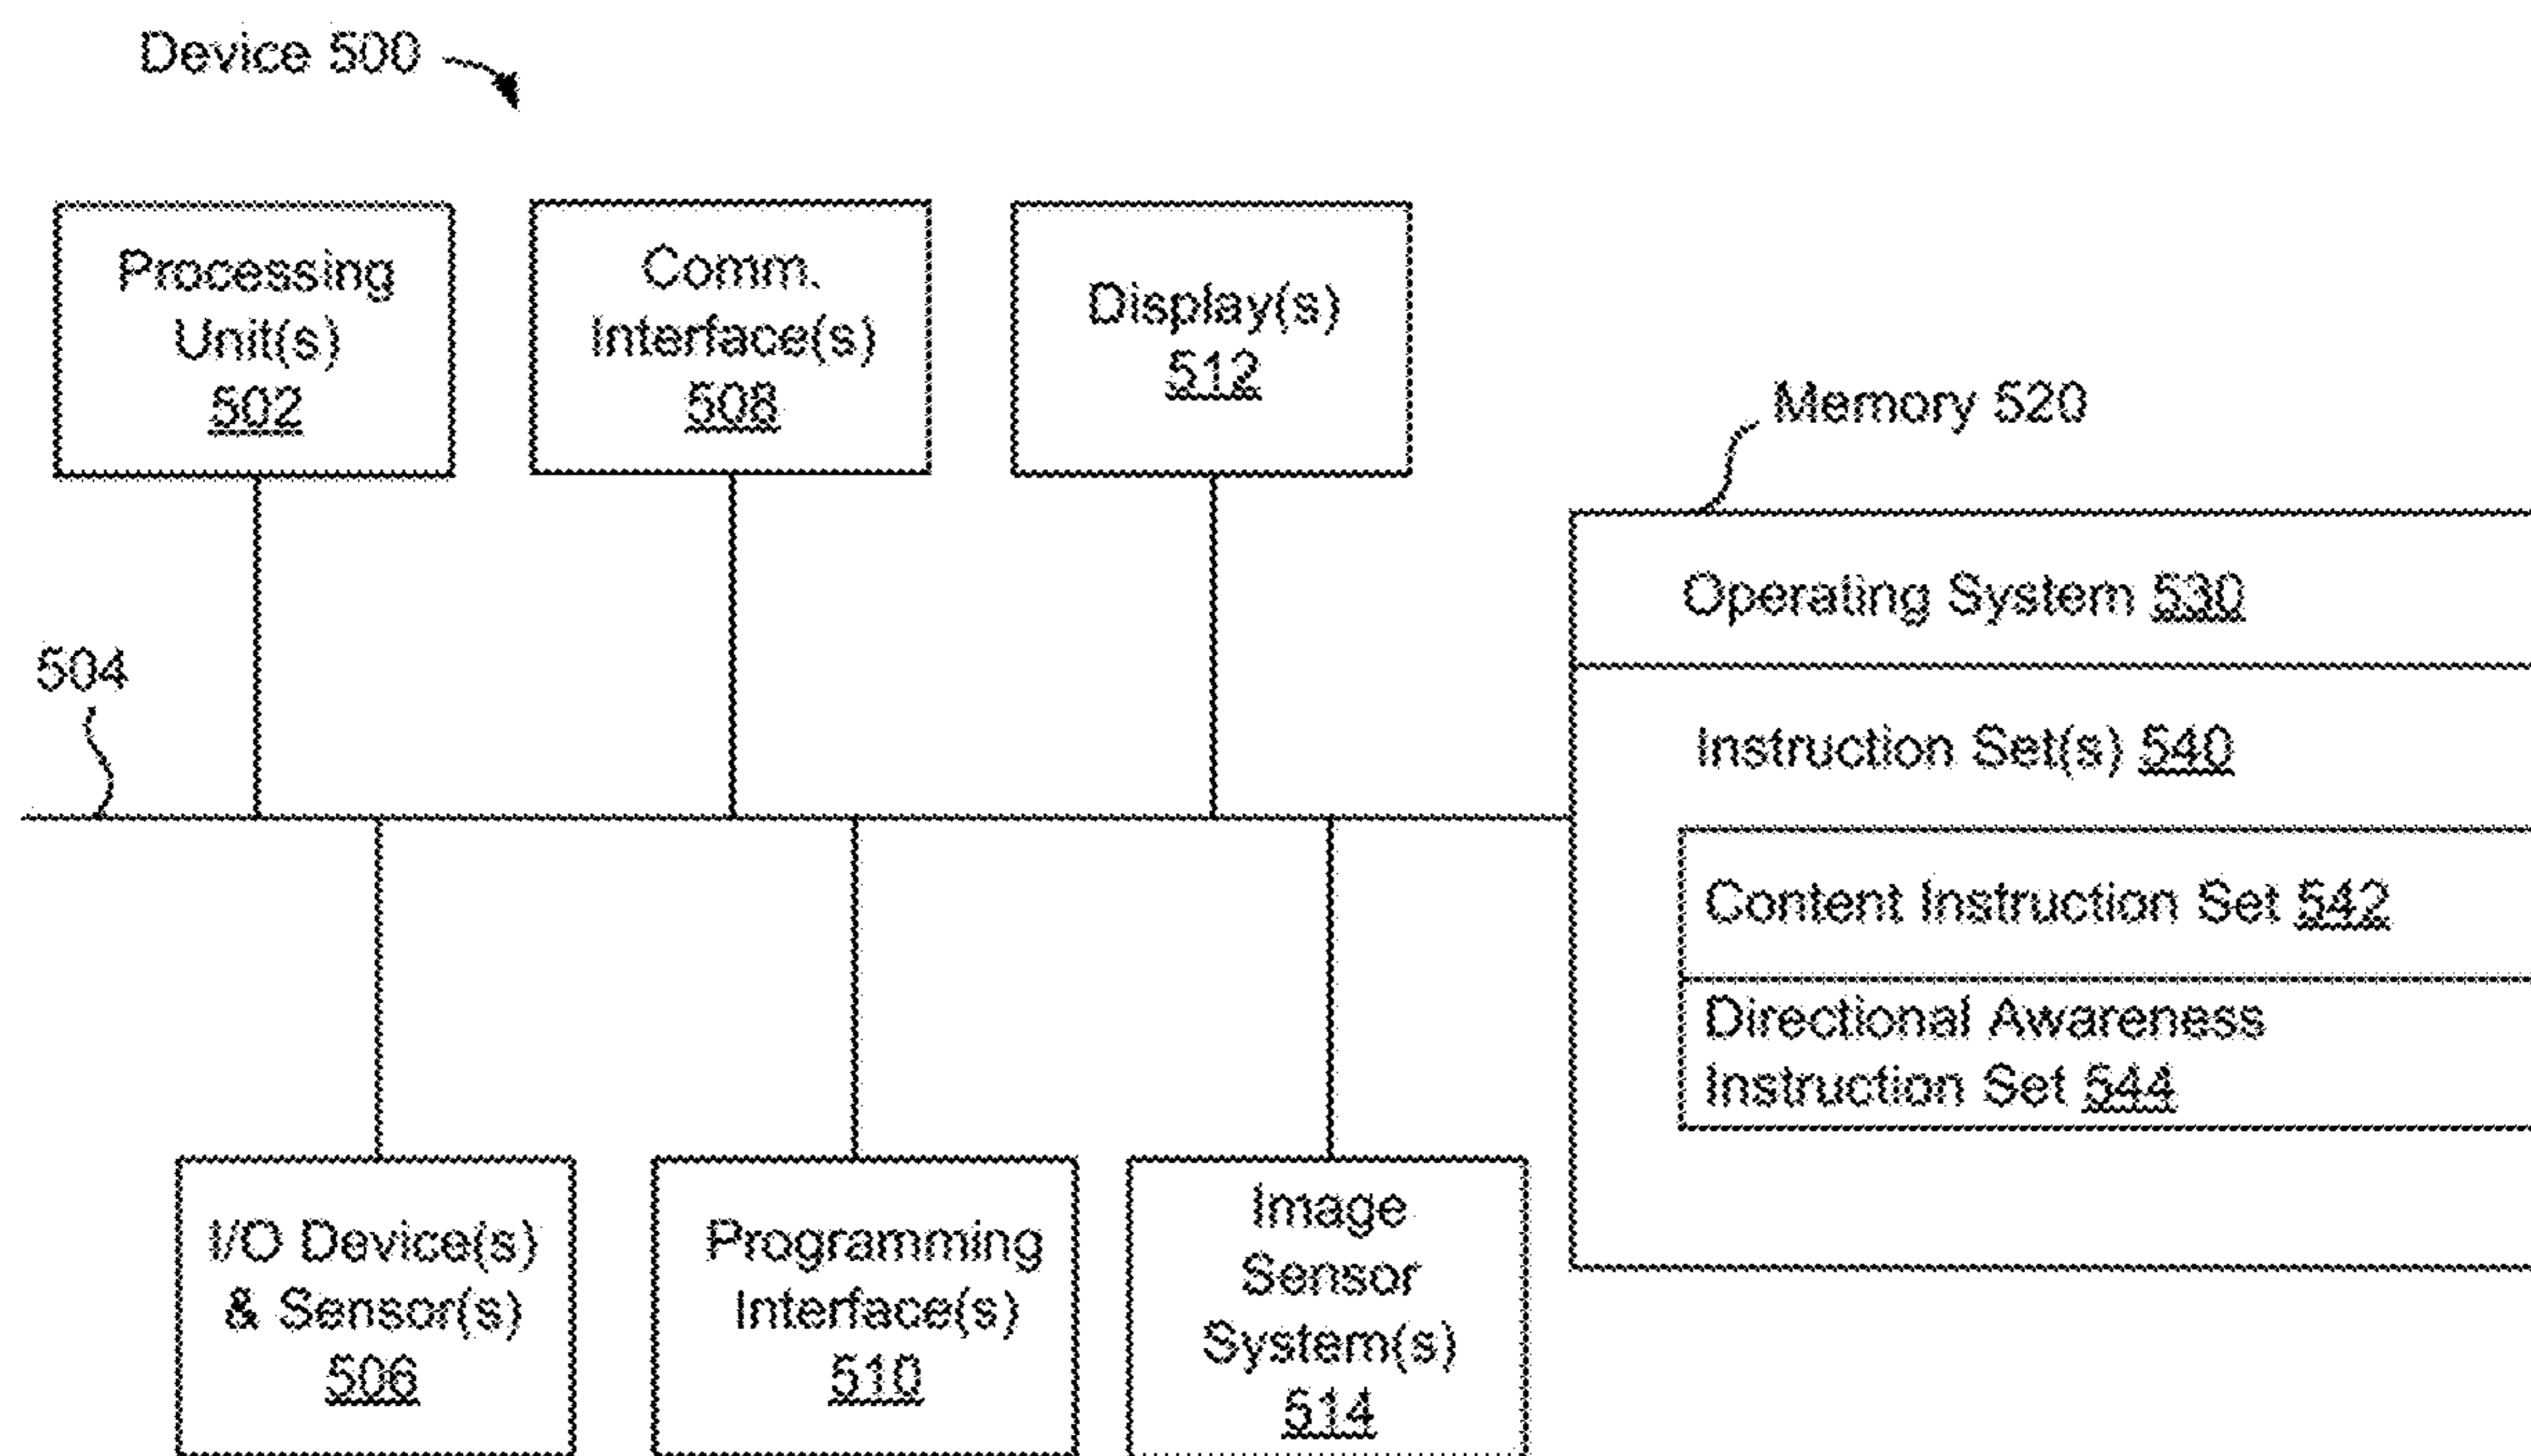 Device 500
Processing
Unit(s)
502
Comm.
Interface(s)
508
Display(s)
512
Memory 520
Operating System 530
504
Instruction Set(s) 540
Content Instruction Set 542
Directional Awareness
Instruction Set 544
I/O Device(s)
& Sensor(s)
506
Programming
Interface(s)
510
Image
Sensor
System(s)
514